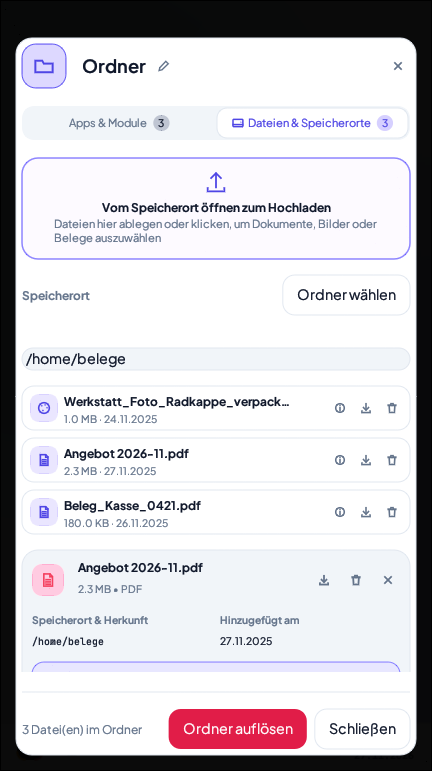 Ordner
Apps & Module 3
Dateien & Speicherorte 3
Vom Speicherort öffnen zum Hochladen
Dateien hier ablegen oder klicken, um Dokumente, Bilder oder
Belege auszuwählen
Speicherort
Ordner wählen
/home/belege
Werkstatt_Foto_Radkappe_verpack…
1.0 MB · 24.11.2025
Angebot 2026-11.pdf
2.3 MB · 27.11.2025
Beleg_Kasse_0421.pdf
180.0 KB · 26.11.2025
Angebot 2026-11.pdf
2.3 MB • PDF
Speicherort & Herkunft
Hinzugefügt am
/home/belege
27.11.2025
3 Datei(en) im Ordner
Ordner auflösen
Schließen